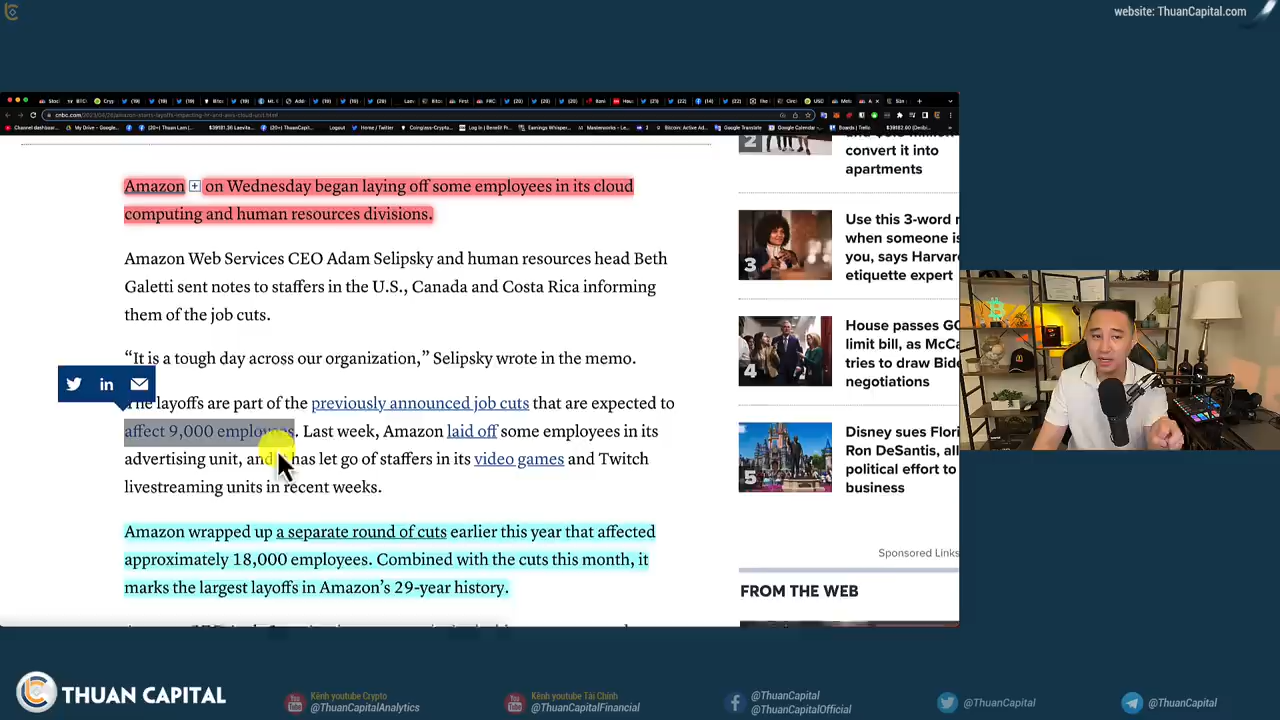 website: ThuanCapital.com
Amazon on Wednesday began laying off some employees in its cloud
computing and human resources divisions.
Amazon Web Services CEO Adam Selipsky and human resources head Beth
Galetti sent notes to staffers in the U.S., Canada and Costa Rica informing
them of the job cuts.
“It is a tough day across our organization,” Selipsky wrote in the memo.
layoffs are part of the previously announced job cuts that are expected to
affect 9,000 employees. Last week, Amazon laid off some employees in its
advertising unit, and has let go of staffers in its video games and Twitch
livestreaming units in recent weeks.
Amazon wrapped up a separate round of cuts earlier this year that affected
approximately 18,000 employees. Combined with the cuts this month, it
marks the largest layoffs in Amazon’s 29-year history.
2
convert it into
apartments
3
Use this 3-word
when someone is
you, says Harvar
etiquette expert
4
House passes GO
limit bill, as McCa
tries to draw Bide
negotiations
5
Disney sues Flori
Ron DeSantis, all
political effort to
business
Sponsored Links
FROM THE WEB
THUAN CAPITAL
Kênh youtube Crypto
@ThuanCapitalAnalytics
Kênh youtube Tài Chính
@ThuanCapitalFinancial
@ThuanCapital
@ThuanCapitalOfficial
@ThuanCapital
@ThuanCapital